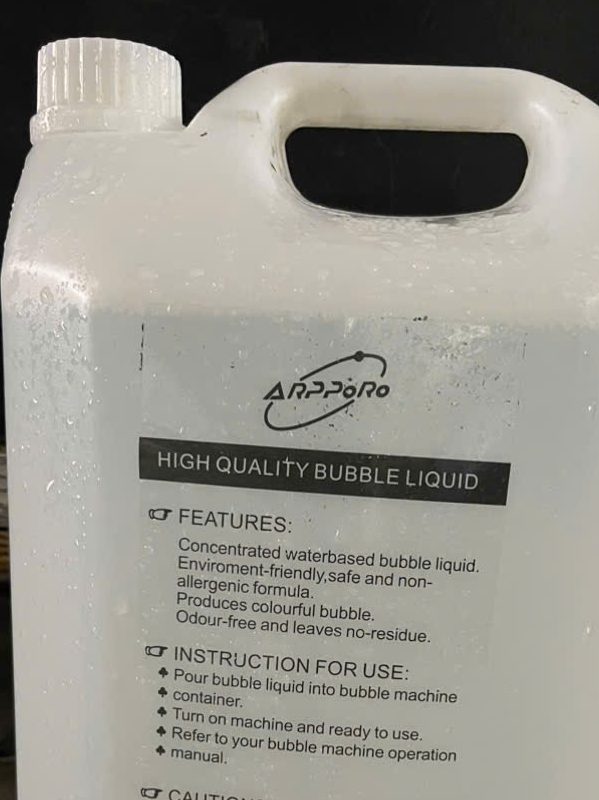 ARPPoRo
HIGH QUALITY BUBBLE LIQUID
FEATURES:
Concentrated waterbased bubble liquid.
Enviroment-friendly,safe and non-
allergenic formula.
Produces colourful bubble.
Odour-free and leaves no-residue.
INSTRUCTION FOR USE:
♣ Pour bubble liquid into bubble machine
♣ container.
♣ Turn on machine and ready to use.
♣ Refer to your bubble machine operation
♣ manual.